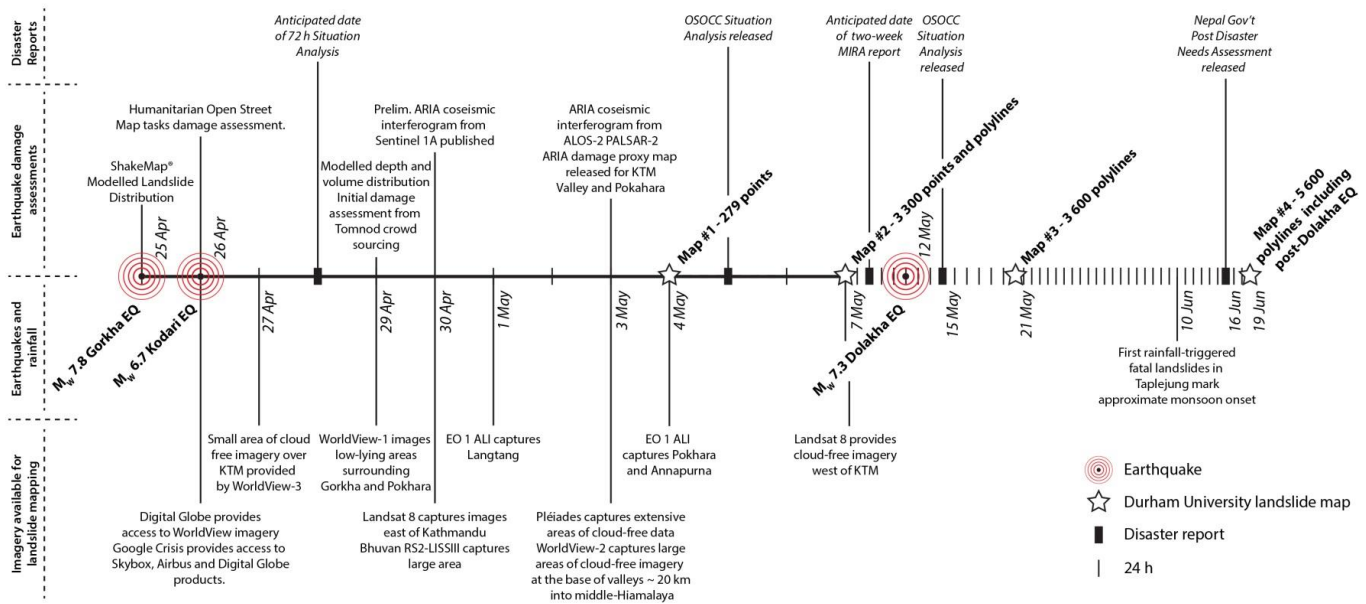 Disaster
Reports
Anticipated date
of 72 h Situation
Analysis
OSOCC Situation
Analysis released
Anticipated date
of two-week
MIRA report
OSOCC
Situation
Analysis
released
Nepal Gov't
Post Disaster
Needs Assessment
released
Earthquake damage
assessments
ShakeMap®
Modelled Landslide
Distribution
Humanitarian Open Street
Map tasks damage assessment.
Modelled depth and
volume distribution
Initial damage
assessment from
Tomnod crowd
sourcing
Prelim. ARIA coseismic
interferogram from
Sentinel 1A published
ARIA coseismic
interferogram from
ALOS-2 PALSAR-2
ARIA damage proxy map
released for KTM
Valley and Pokahara
Map #1 - 279 points
Map #2 - 3 300 points and polylines
Map #3 - 3 600 polylines
Map #4 - 5 600
polylines including
post-Dolakha EQ
25 Apr
26 Apr
12 May
Earthquakes and
rainfall
Mw 7.8 Gorkha EQ
Mw 6.7 Kodari EQ
27 Apr
29 Apr
30 Apr
1 May
3 May
4 May
7 May
Mw 7.3 Dolakha EQ
15 May
21 May
10 Jun
16 Jun
19 Jun
First rainfall-triggered
fatal landslides in
Taplejung mark
approximate monsoon onset
Imagery available for
landslide mapping
Small area of cloud
free imagery over
KTM provided
by WorldView-3
WorldView-1 images
low-lying areas
surrounding
Gorkha and Pokhara
EO 1 ALI captures
Langtang
EO 1 ALI
captures Pokhara
and Annapurna
Landsat 8 provides
cloud-free imagery
west of KTM
Digital Globe provides
access to WorldView imagery
Google Crisis provides access to
Skybox, Airbus and Digital Globe
products.
Landsat 8 captures images
east of Kathmandu
Bhuvan RS2-LISSIII captures
large area
Pléiades captures extensive
areas of cloud-free data
WorldView-2 captures large
areas of cloud-free imagery
at the base of valleys ~ 20 km
into middle-Hiamalaya
Earthquake
Durham University landslide map
Disaster report
24 h